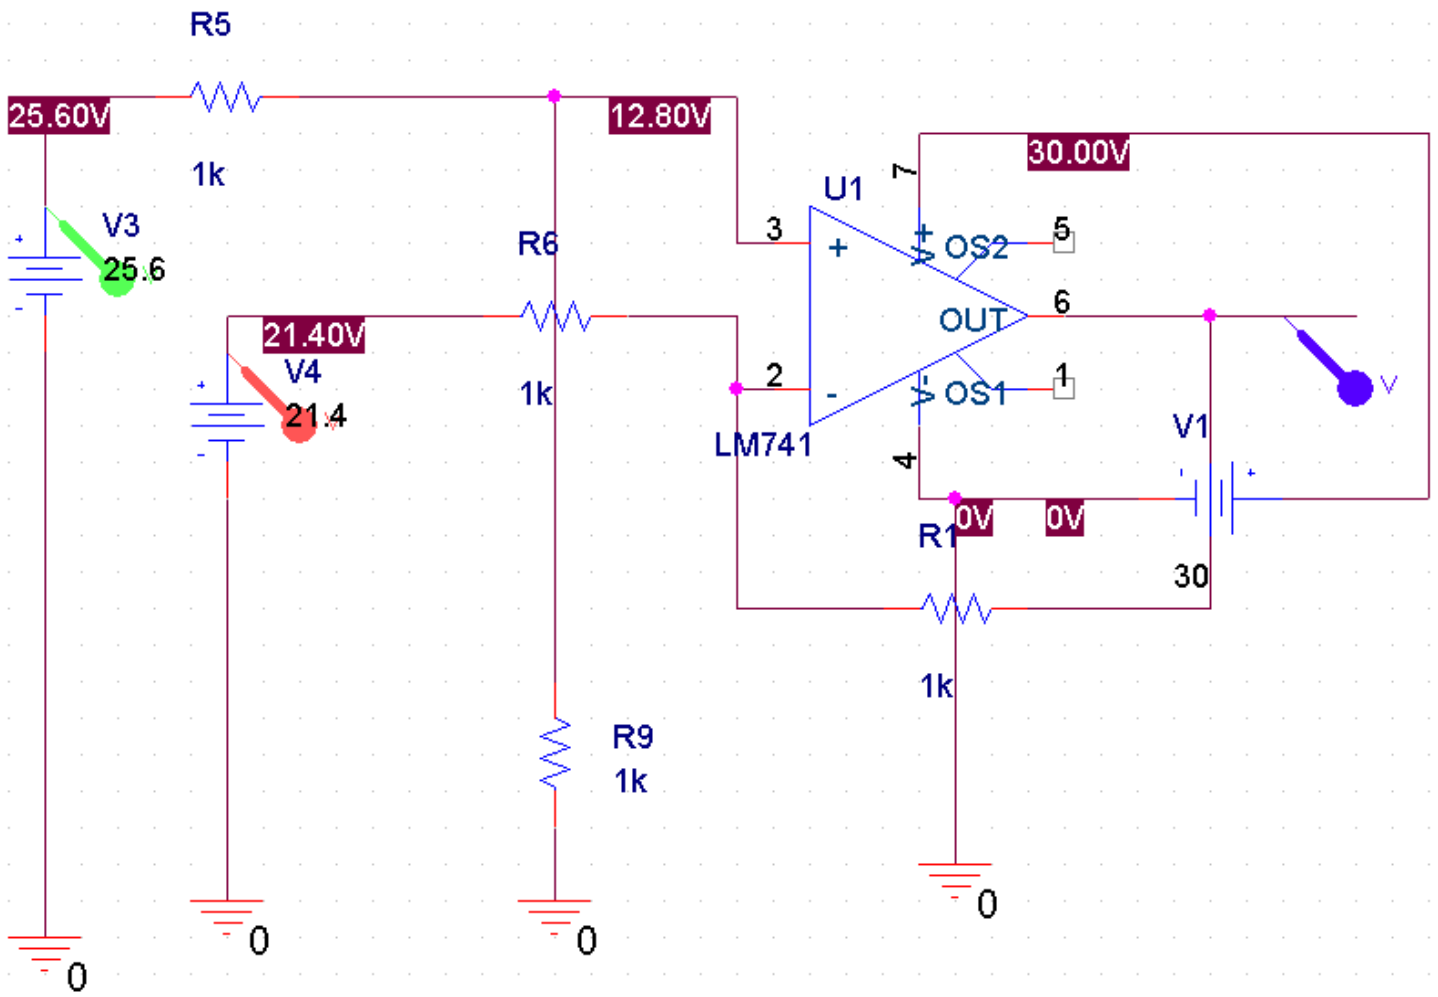 R5
25.60V
12.80V
1k
30.00V
7
U1
V3
3
+
V+
OS2
5
+
R6
25.6
V
-
6
OUT
21.40V
V4
2
-
V-
OS1
1
V
+
1k
21.4
V
LM741
V1
-
4
- +
0V
0V
R1
30
1k
R9
1k
0
0
0
0